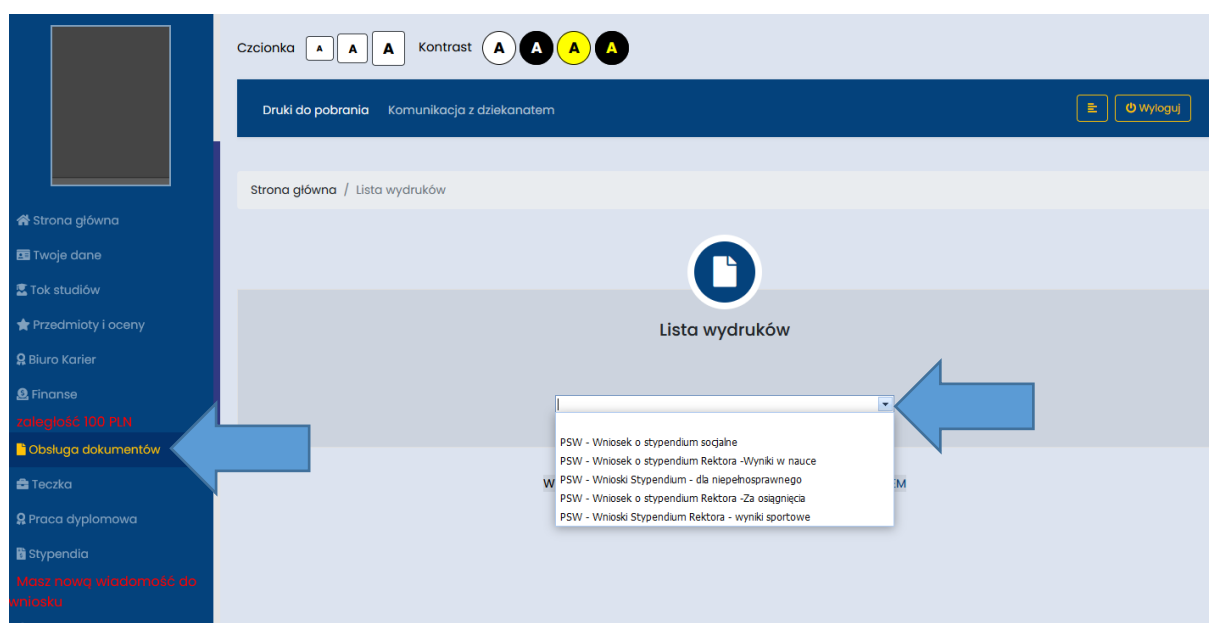 Czcionka A A A Kontrast A A A A
Druki do pobrania Komunikacja z dziekanatem Wyloguj
Strona główna / Lista wydruków
Strona główna
Twoje dane
Tok studiów
Przedmioty i oceny
Biuro Karier
Finanse
zaległość 100 PLN
Obsługa dokumentów
Teczka
Praca dyplomowa
Stypendia
Masz nową wiadomość do
wniosku
Lista wydruków
PSW - Wniosek o stypendium socjalne
PSW - Wniosek o stypendium Rektora -Wyniki w nauce
PSW - Wnioski Stypendium - dla niepełnosprawnego
PSW - Wniosek o stypendium Rektora -Za osiągnięcia
PSW - Wnioski Stypendium Rektora - wyniki sportowe